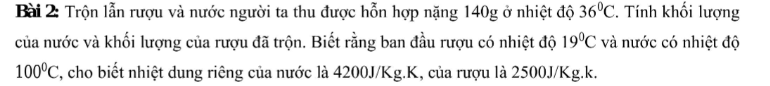 Bài 2: Trộn lẫn rượu và nước người ta thu được hỗn hợp nặng 140g ở nhiệt độ 36⁰C. Tính khối lượng
của nước và khối lượng của rượu đã trộn. Biết rằng ban đầu rượu có nhiệt độ 19⁰C và nước có nhiệt độ
100⁰C, cho biết nhiệt dung riêng của nước là 4200J/Kg.K, của rượu là 2500J/Kg.k.